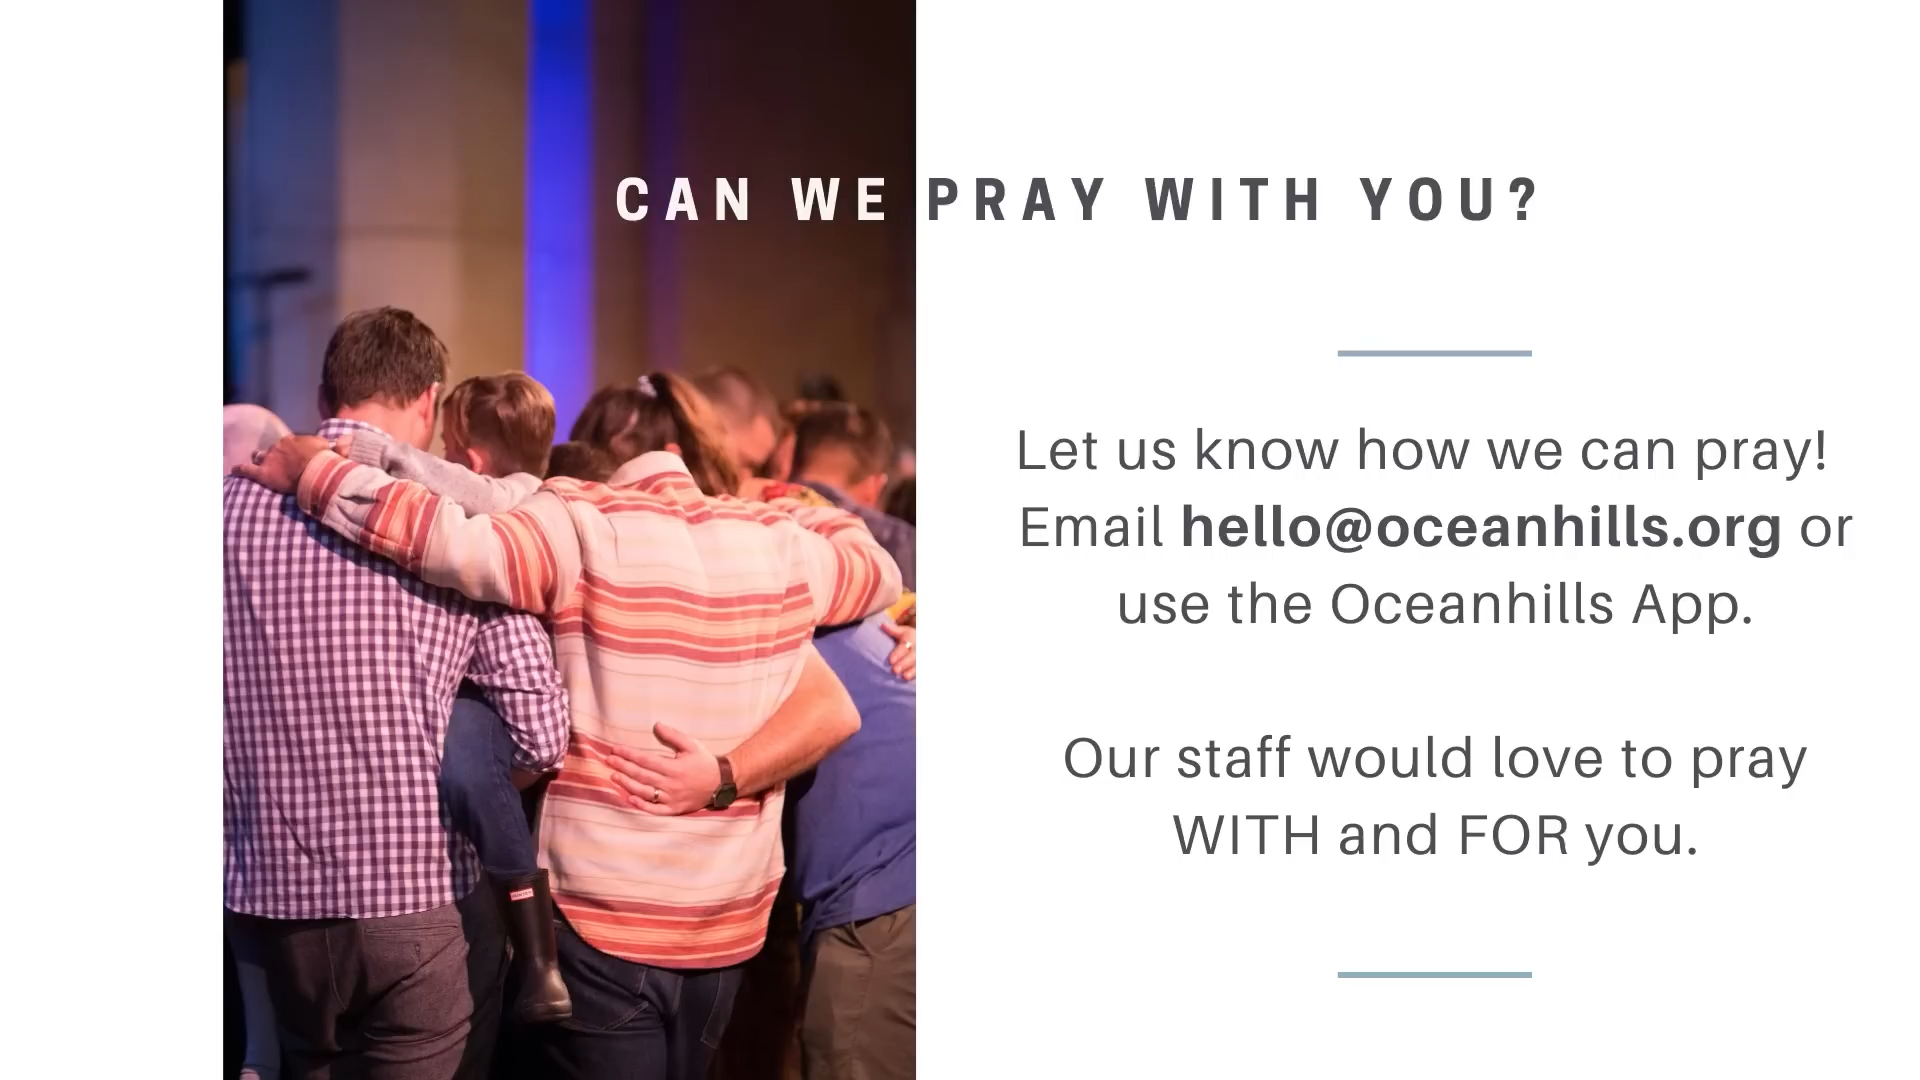 CAN WE PRAY WITH YOU?
Let us know how we can pray!
Email hello@oceanhills.org or
use the Oceanhills App.
Our staff would love to pray
WITH and FOR you.